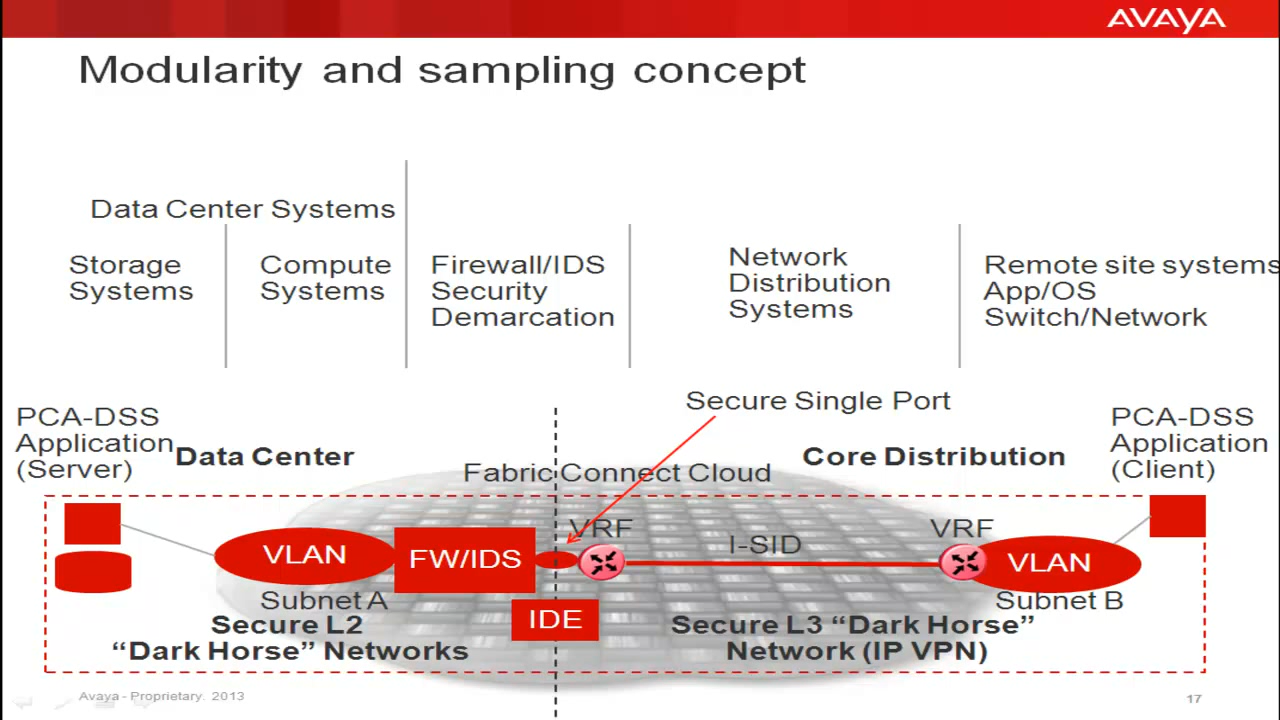 AVAYA
Modularity and sampling concept
Data Center Systems
Storage
Systems
Compute
Systems
Firewall/IDS
Security
Demarcation
Network
Distribution
Systems
Remote site systems
App/OS
Switch/Network
Secure Single Port
PCA-DSS
Application
(Server)
Data Center
Fabric Connect Cloud
Core Distribution
PCA-DSS
Application
(Client)
VLAN
FW/IDS
VRF
I-SID
VRF
VLAN
Subnet A
IDE
Subnet B
Secure L2
“Dark Horse” Networks
Secure L3 “Dark Horse”
Network (IP VPN)
Avaya - Proprietary. 2013
17